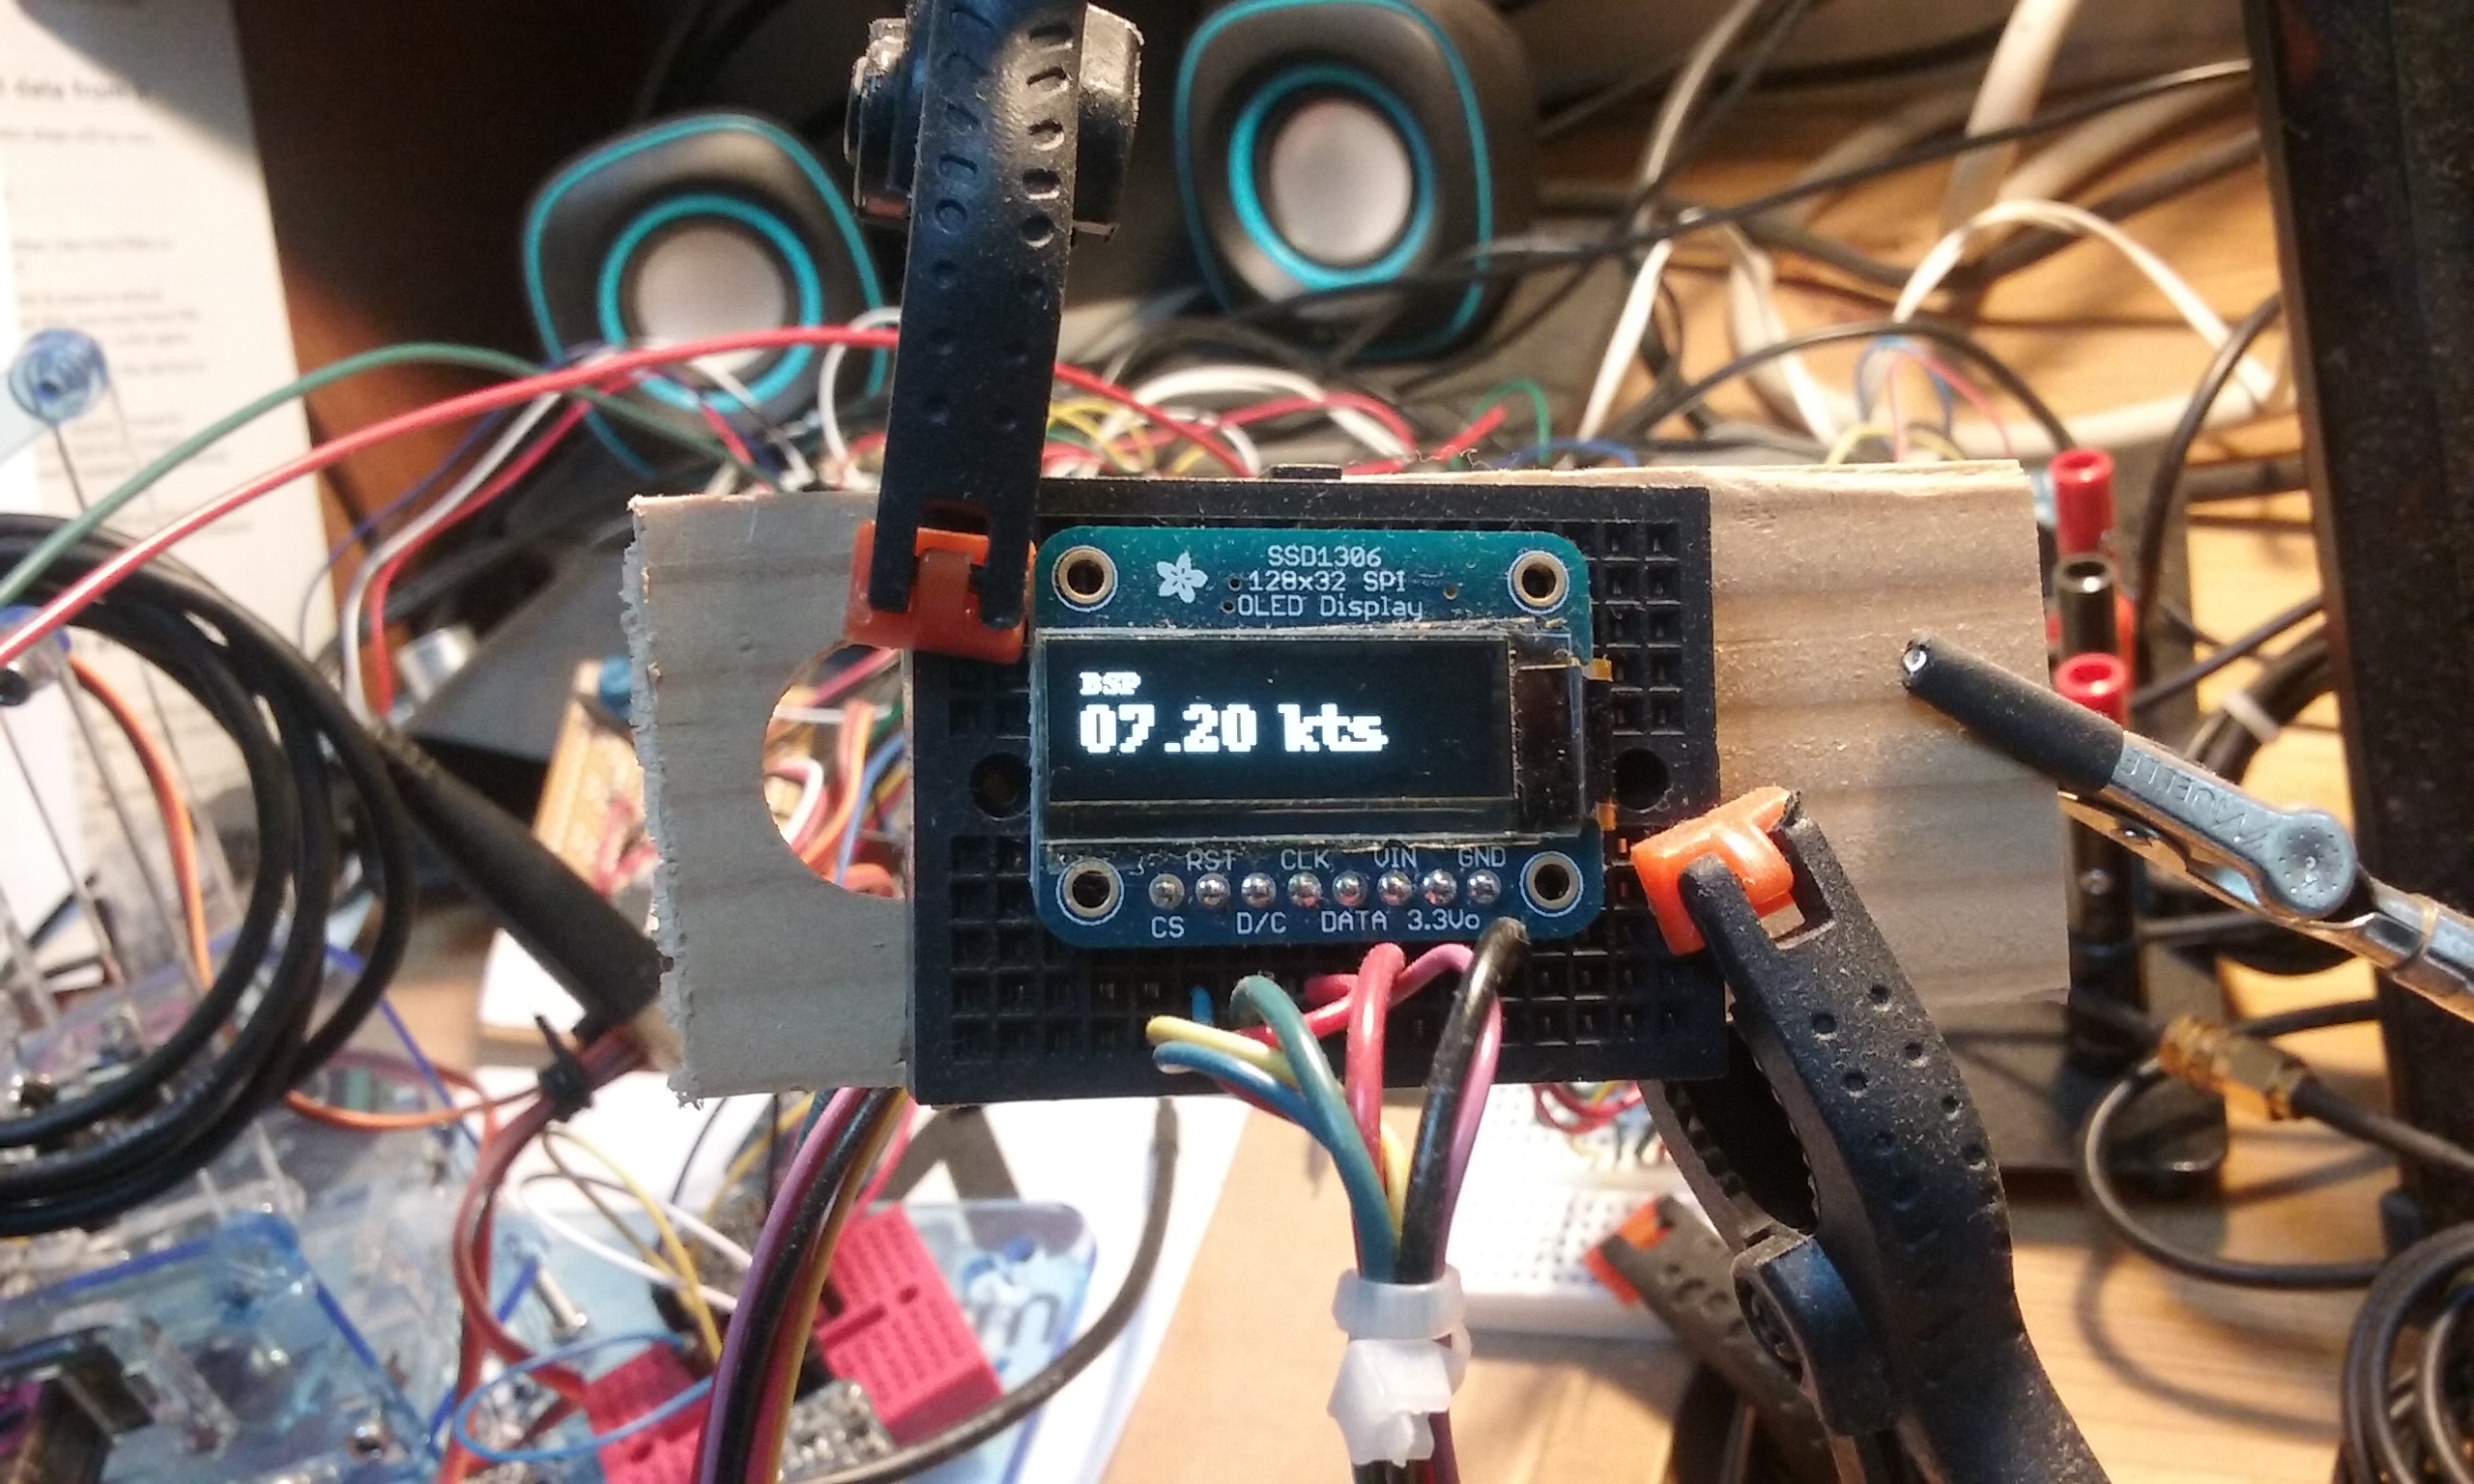 SSD1306
128x32 SPI
OLED Display
BSP
07.20 kts
RST CLK VIN GND
CS D/C DATA 3.3Vo